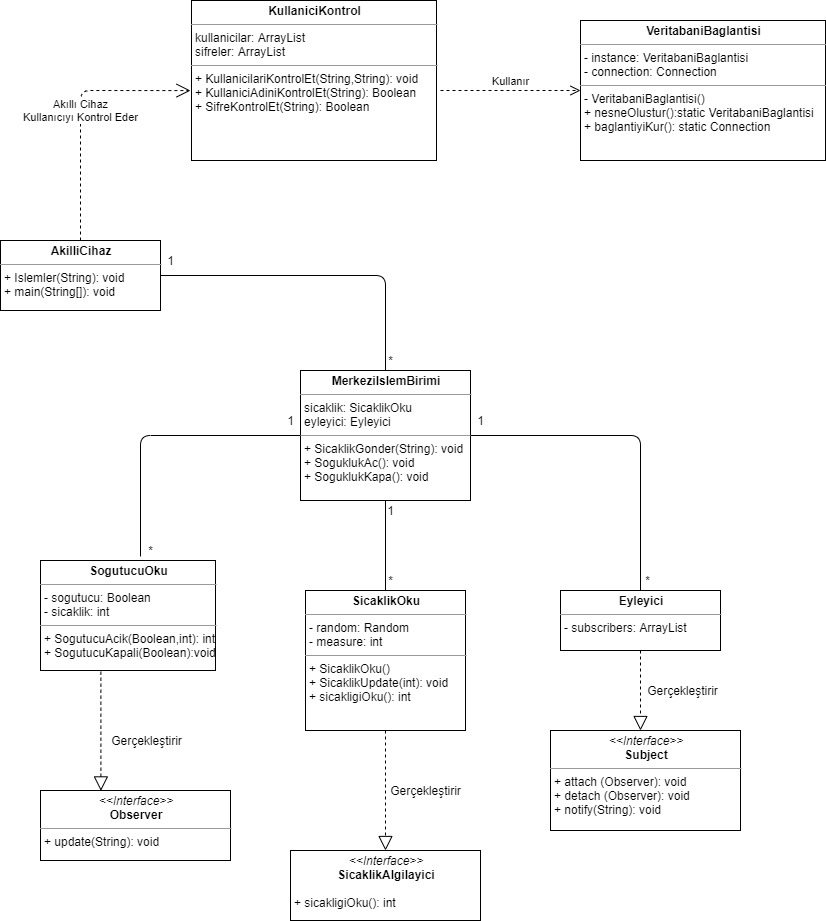 KullaniciKontrol
kullanicilar: ArrayList
sifreler: ArrayList
+ KullanicilariKontrolEt(String,String): void
+ KullaniciAdiniKontrolEt(String): Boolean
+ SifreKontrolEt(String): Boolean
Kullanır
VeritabaniBaglantisi
- instance: VeritabaniBaglantisi
- connection: Connection
- VeritabaniBaglantisi()
+ nesneOlustur():static VeritabaniBaglantisi
+ baglantiyiKur(): static Connection
Akıllı Cihaz
Kullanıcıyı Kontrol Eder
AkilliCihaz
+ Islemler(String): void
+ main(String[]): void
1
*
MerkeziIslemBirimi
sicaklik: SicaklikOku
eyleyici: Eyleyici
+ SicaklikGonder(String): void
+ SoguklukAc(): void
+ SoguklukKapa(): void
1
1
1
*
*
*
SogutucuOku
- sogutucu: Boolean
- sicaklik: int
+ SogutucuAcik(Boolean,int): int
+ SogutucuKapali(Boolean):void
SicaklikOku
- random: Random
- measure: int
+ SicaklikOku()
+ SicaklikUpdate(int): void
+ sicakligiOku(): int
Eyleyici
- subscribers: ArrayList
Gerçekleştirir
Gerçekleştirir
Gerçekleştirir
<<Interface>>
Subject
+ attach (Observer): void
+ detach (Observer): void
+ notify(String): void
<<Interface>>
Observer
+ update(String): void
<<Interface>>
SicaklikAlgilayici
+ sicakligiOku(): int